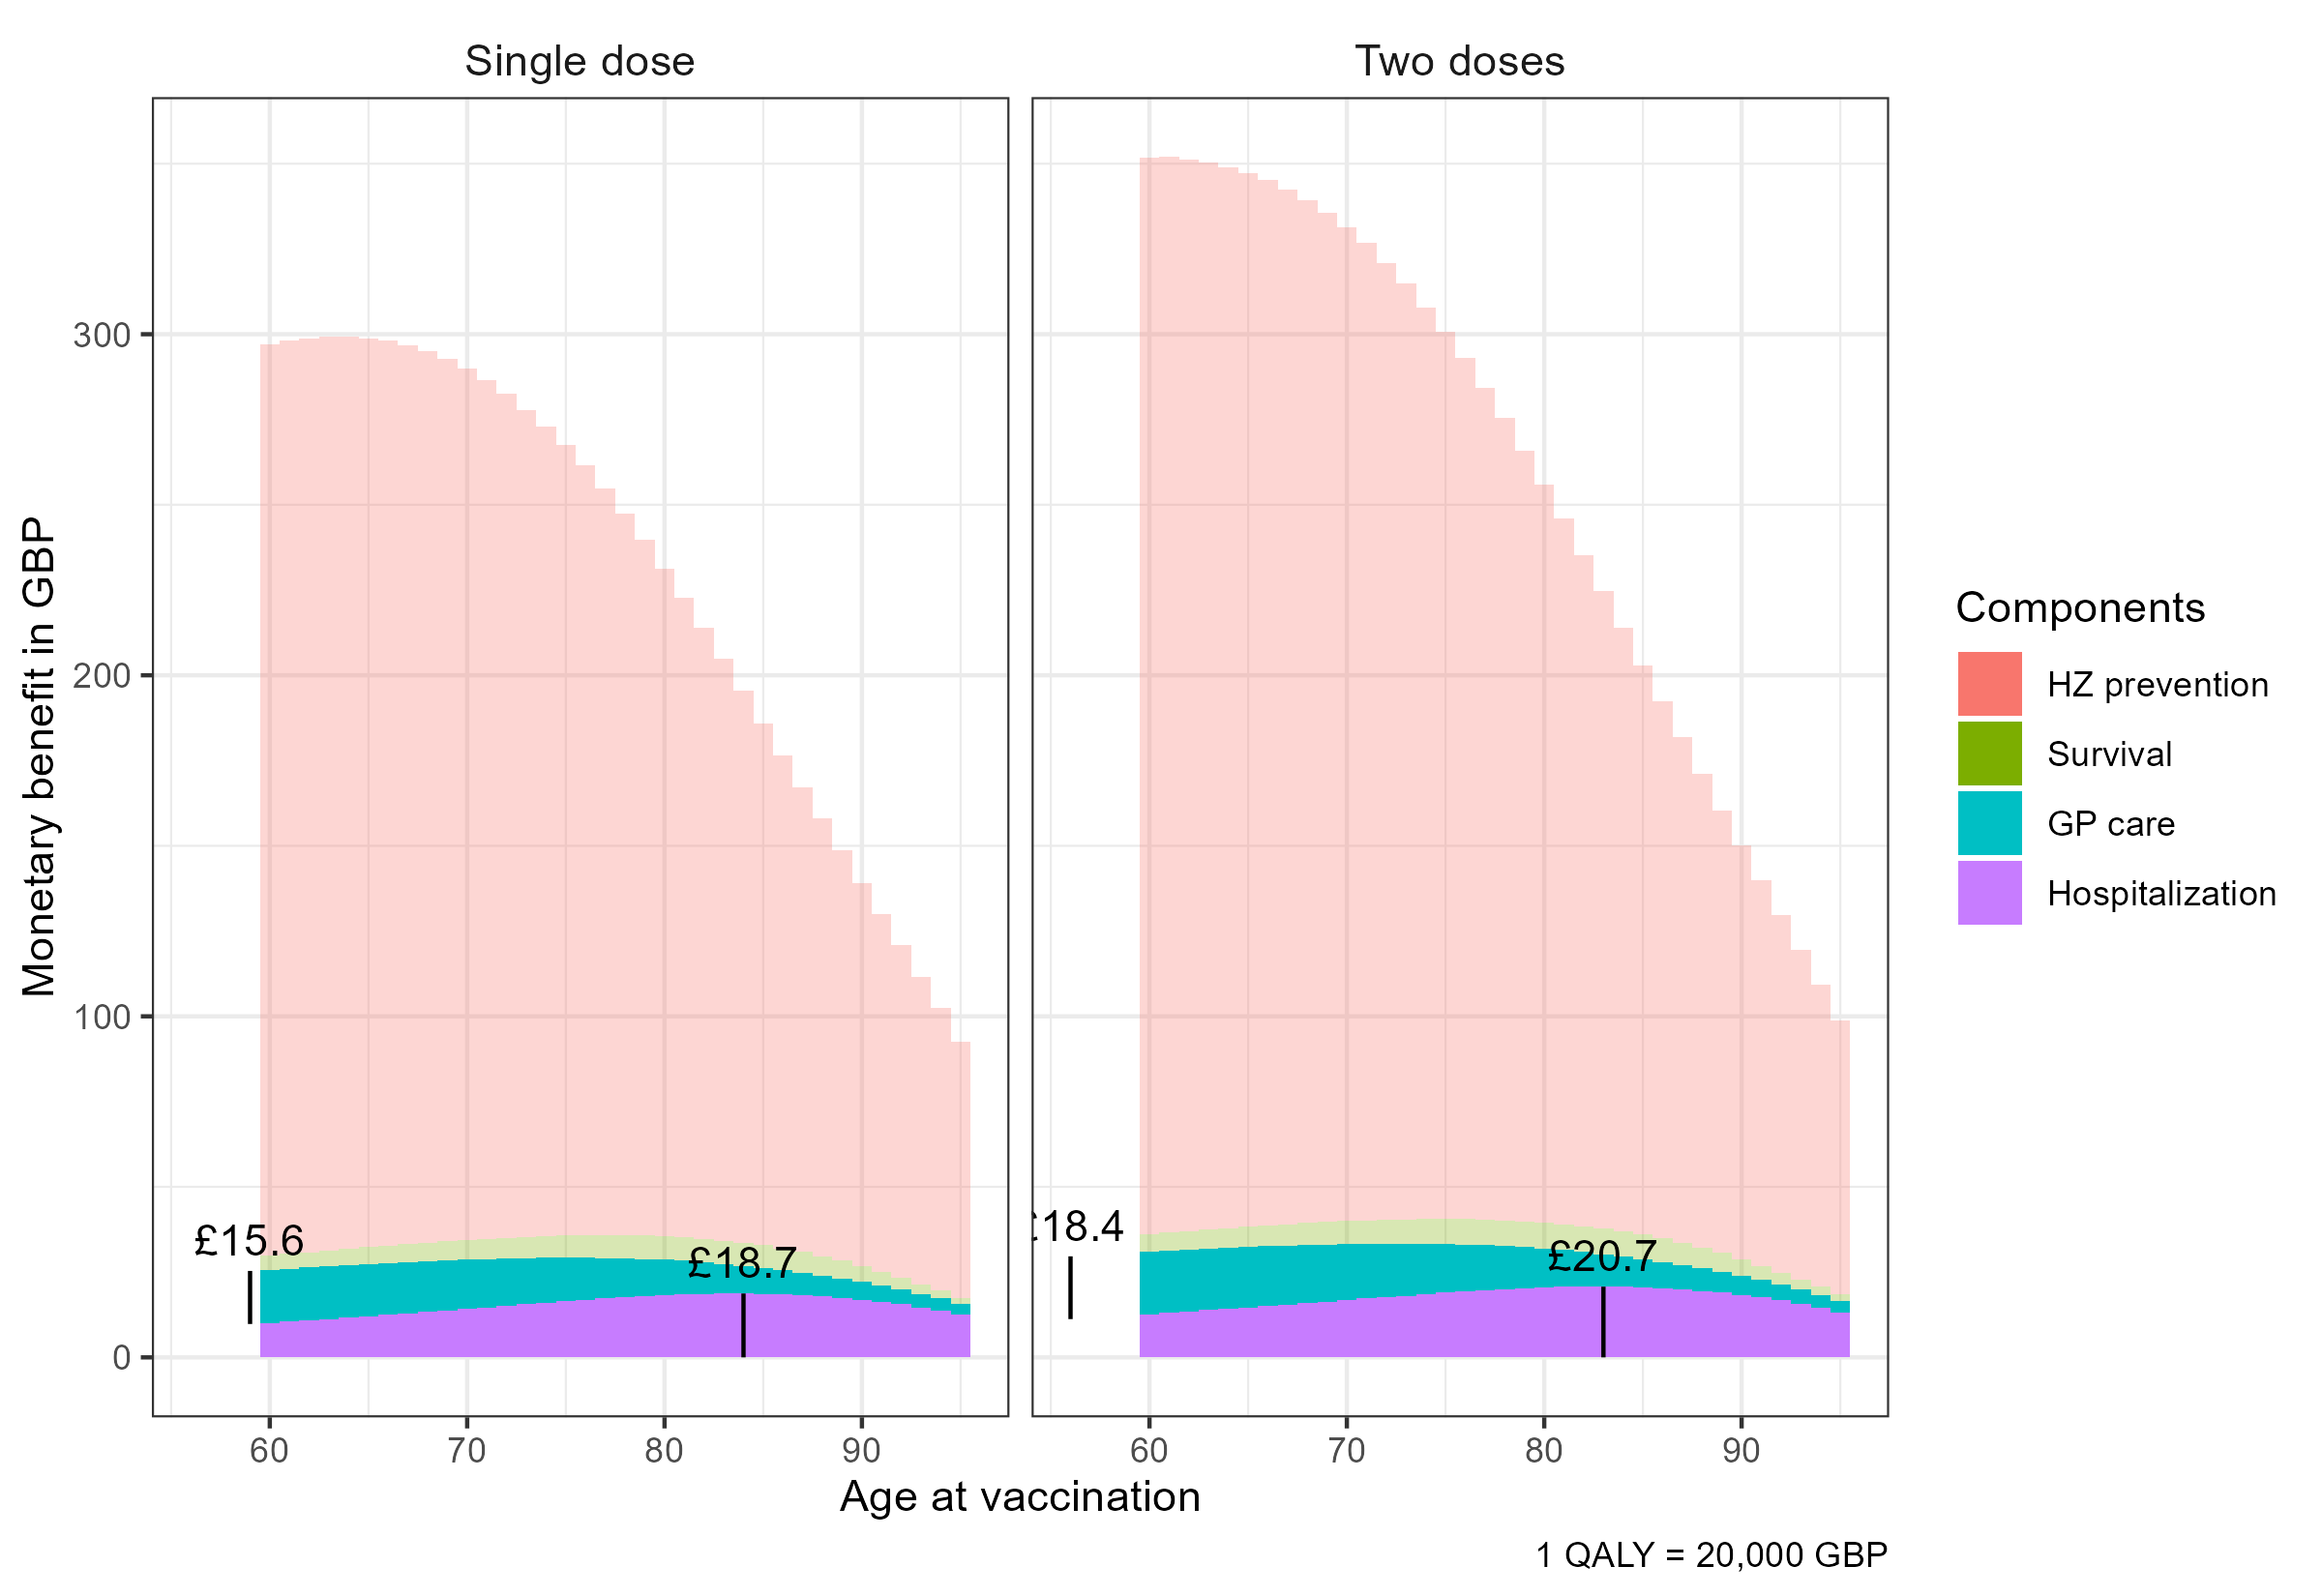 Single dose
Two doses
Monetary benefit in GBP
300
200
100
0
£15.6
£18.7
£18.4
£20.7
60
70
80
90
60
70
80
90
Age at vaccination
Components
HZ prevention
Survival
GP care
Hospitalization
1 QALY = 20,000 GBP